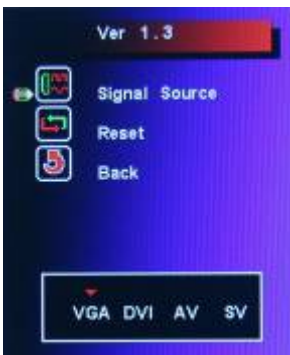 Ver 1.3
Signal Source
Reset
Back
VGA DVI AV SV